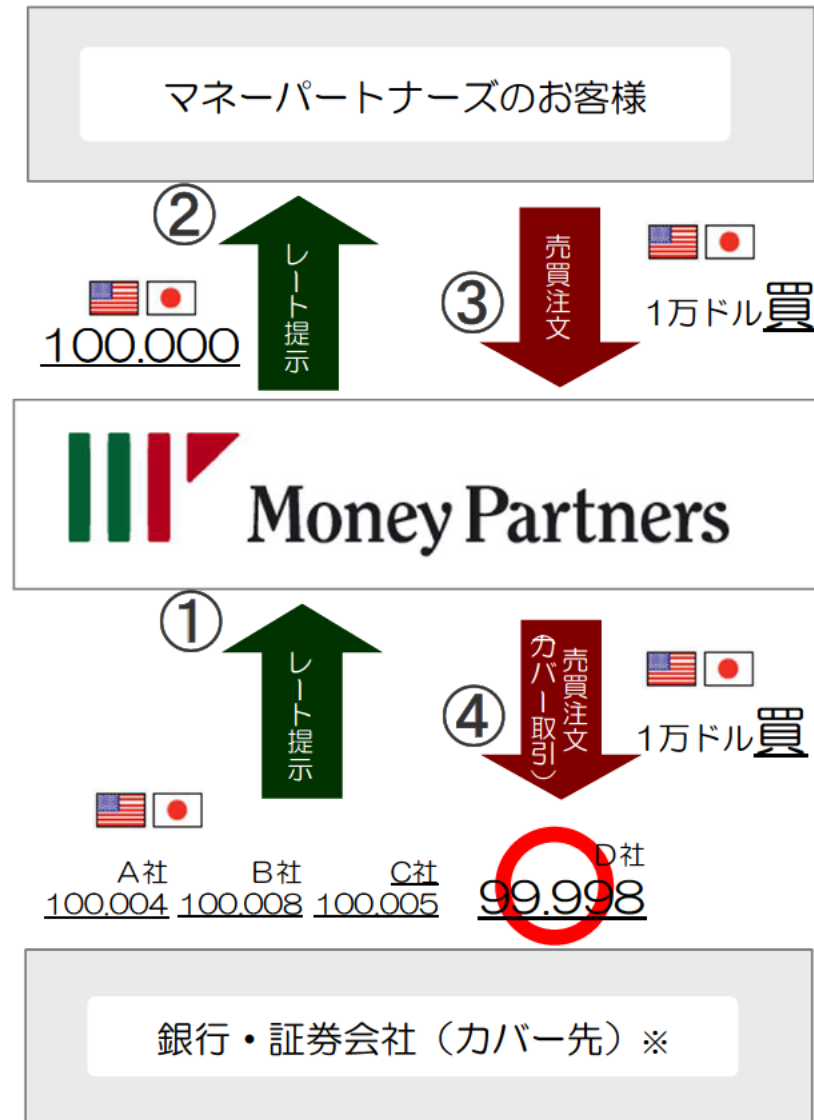 マネーパートナーズのお客様
②
レート提示
100.000
③
売買注文
1万ドル買
Money Partners
①
レート提示
④
売買注文
(カバー取引)
1万ドル買
A社 B社 C社 D社
100.004 100.008 100.005 99.998
銀行・証券会社（カバー先）※